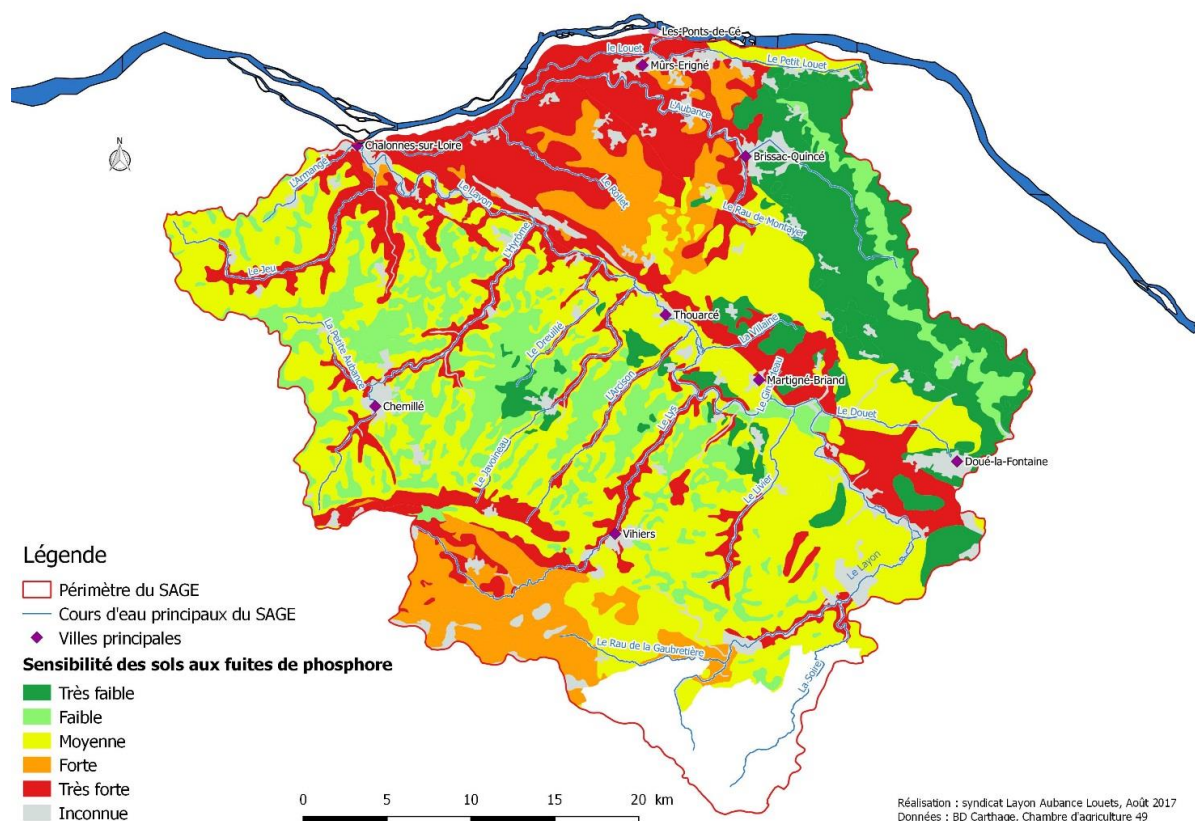 Les-Ponts-de-Cé
le Louet
Mûrs-Erigné
Le Petit Louet
L'Aubance
Brissac-Quincé
Chalonnes-sur-Loire
L'Armangé
Le Layon
Le Rollet
Le Rau de Montayer
L'Hyrôme
Le Jeu
Thouarcé
La Villaine
Le Dreuillé
La Petite Aubance
L'Arcison
Martigné-Briand
Chemillé
Le Lys
Le Douet
Le Javoineau
Doué-la-Fontaine
Le Livier
Vihiers
Le Layon
Le Rau de la Gaubretière
La Soire
N
Légende
Périmètre du SAGE
Cours d'eau principaux du SAGE
Villes principales
Sensibilité des sols aux fuites de phosphore
Très faible
Faible
Moyenne
Forte
Très forte
Inconnue
0 5 10 15 20 km
Réalisation : syndicat Layon Aubance Louets, Août 2017
Données : BD Carthage, Chambre d'agriculture 49